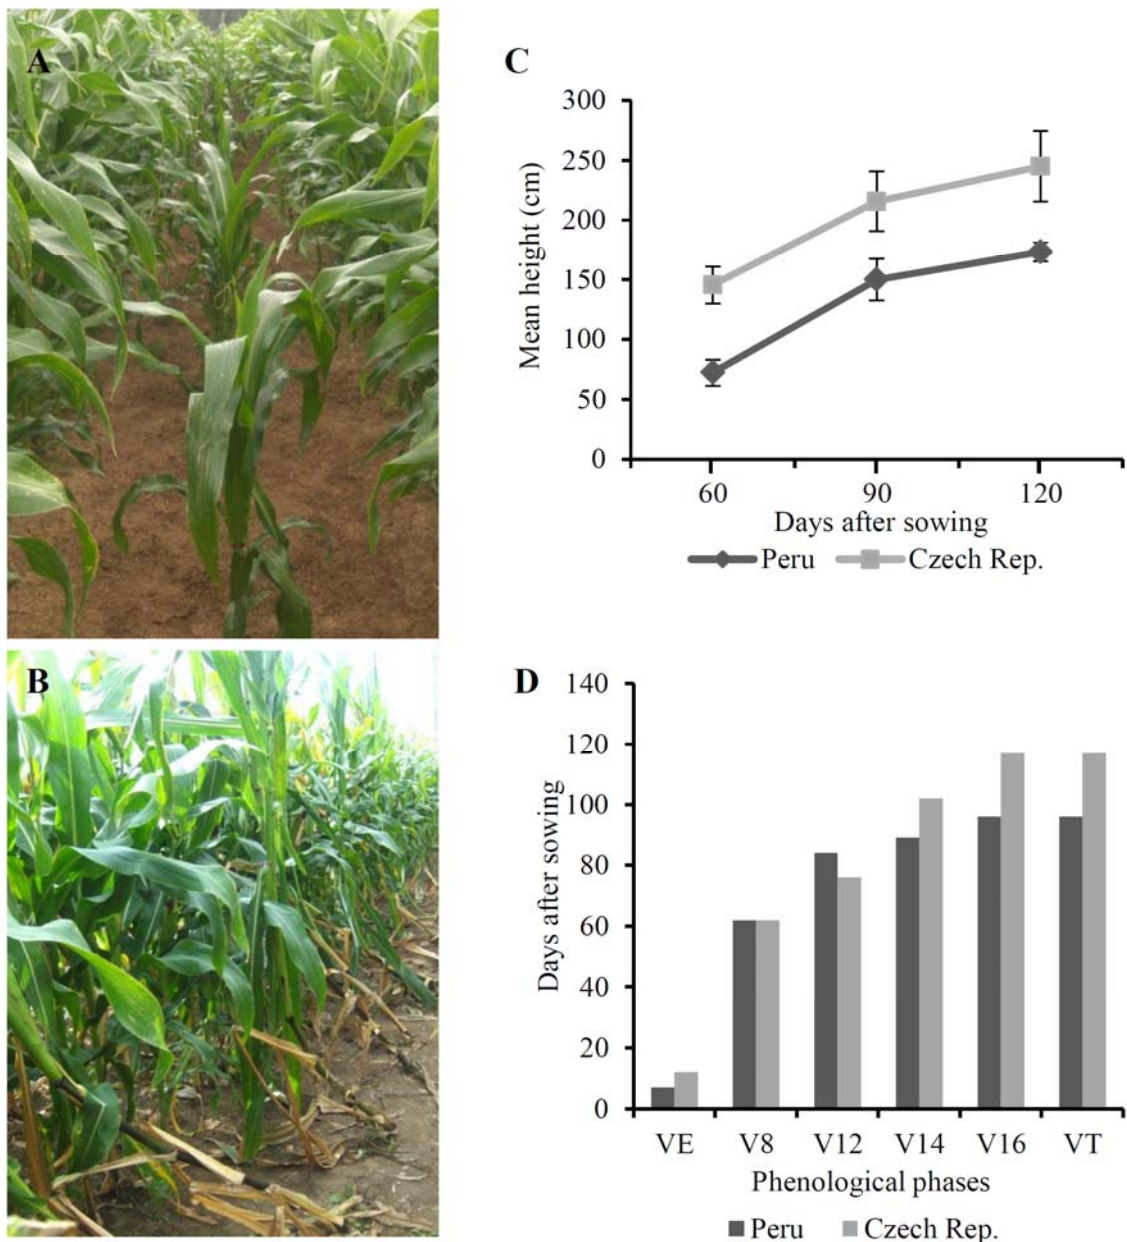 A
B
C
300
250
200
150
100
50
0
Mean height (cm)
60 90 120
Days after sowing
Peru Czech Rep.
D
140
120
100
80
60
40
20
0
Days after sowing
VE V8 V12 V14 V16 VT
Phenological phases
Peru Czech Rep.